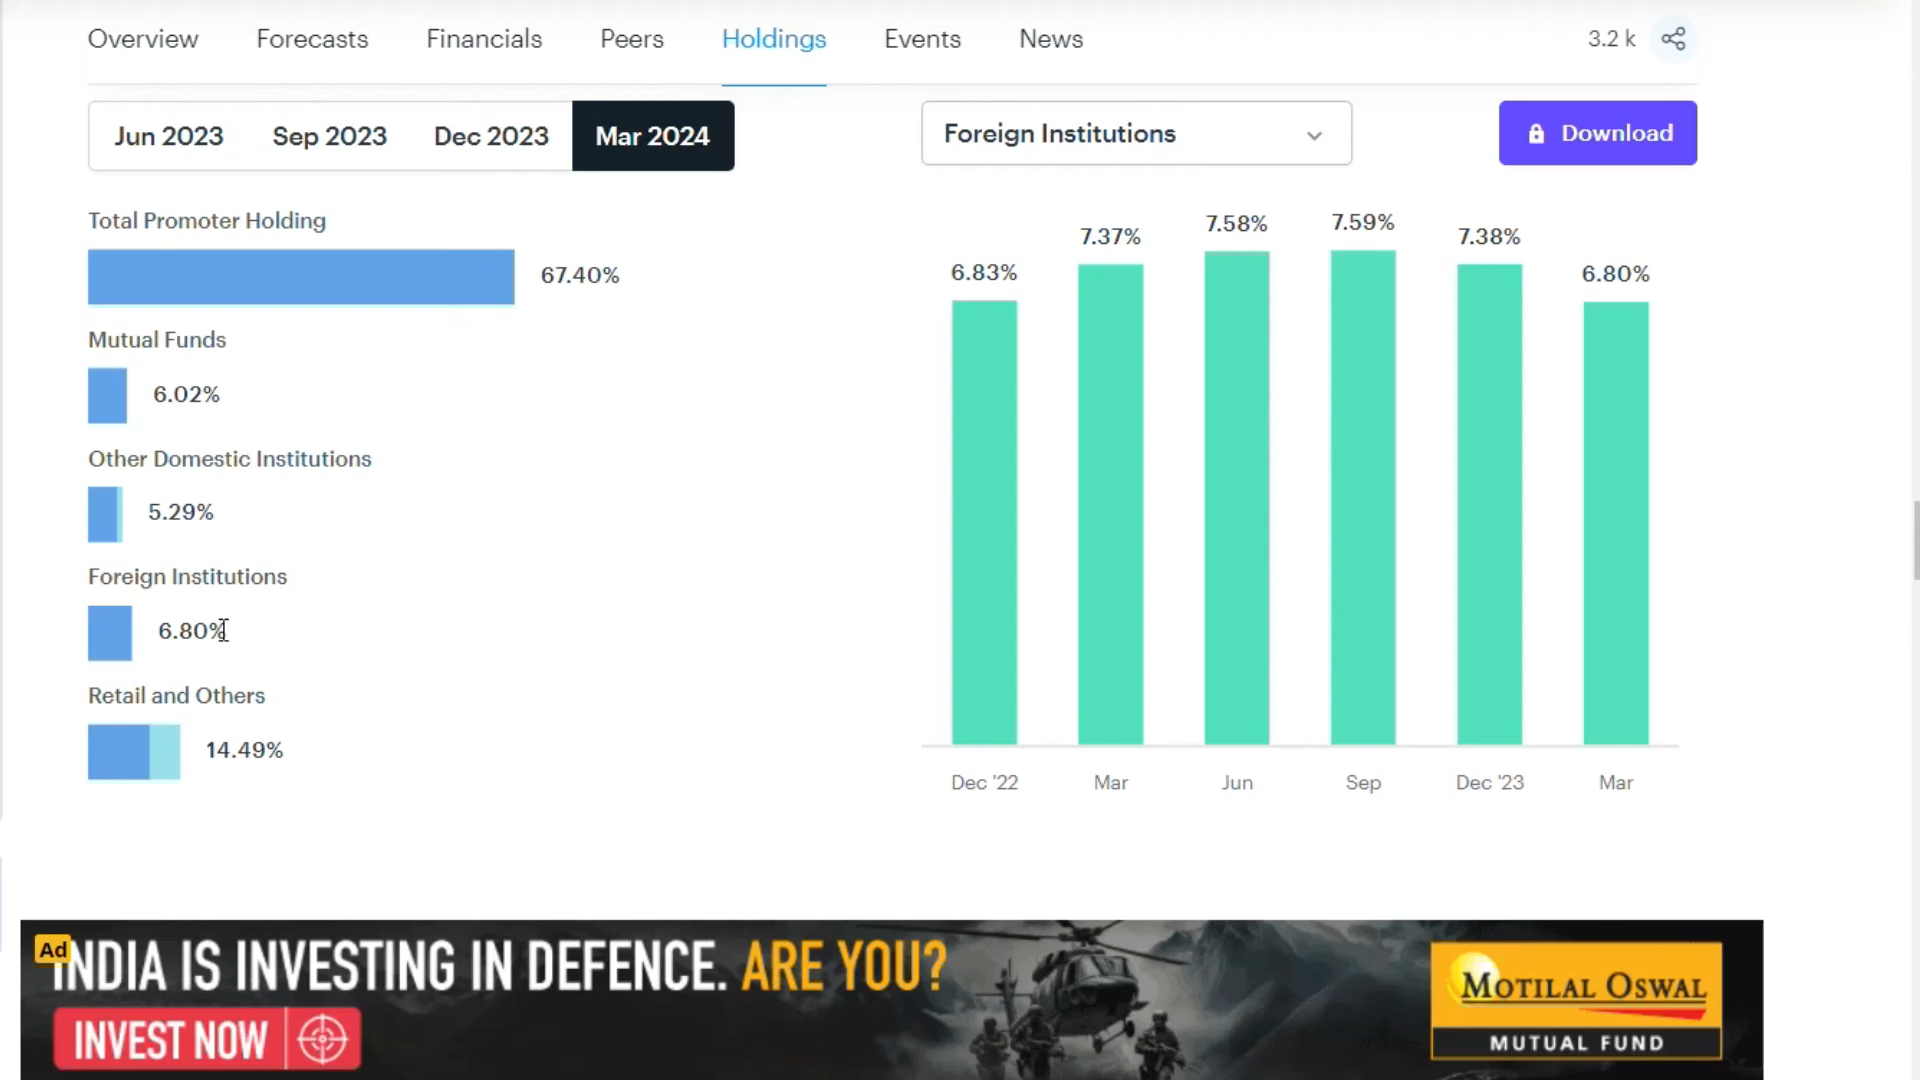 Overview Forecasts Financials Peers Holdings Events News 3.2 k
Jun 2023 Sep 2023 Dec 2023 Mar 2024
Foreign Institutions
Download
Total Promoter Holding
67.40%
Mutual Funds
6.02%
Other Domestic Institutions
5.29%
Foreign Institutions
6.80%
Retail and Others
14.49%
6.83% 7.37% 7.58% 7.59% 7.38% 6.80%
Dec '22 Mar Jun Sep Dec '23 Mar
Ad
INDIA IS INVESTING IN DEFENCE. ARE YOU?
INVEST NOW
MOTILAL OSWAL
MUTUAL FUND